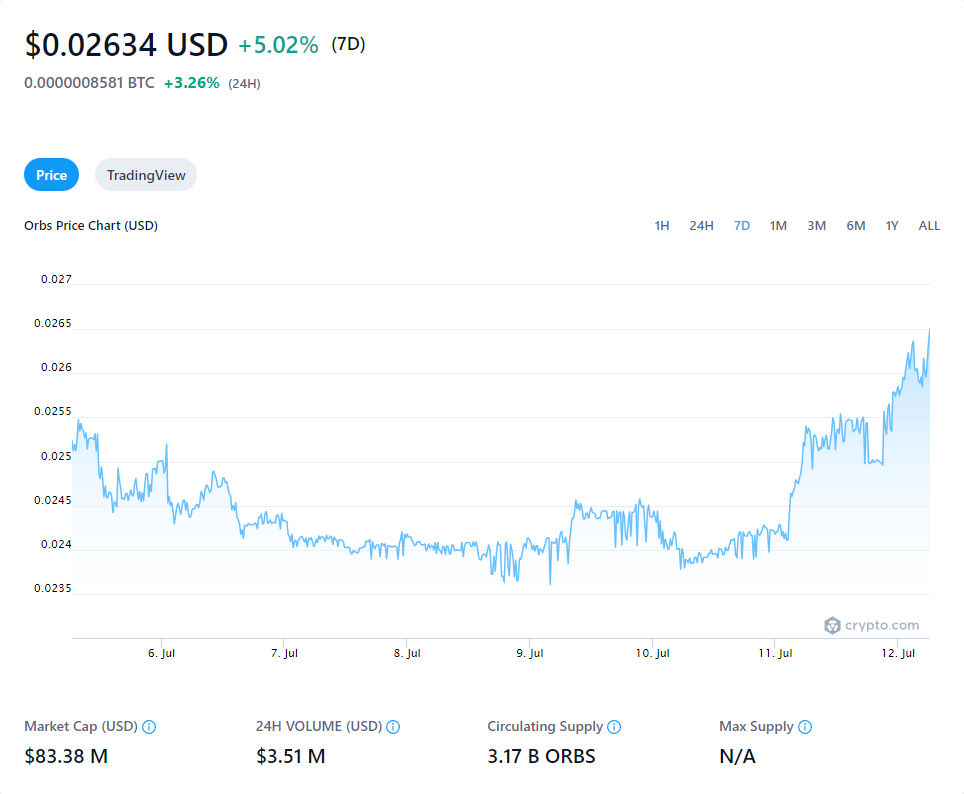 $0.02634 USD +5.02% (7D)
0.0000008581 BTC +3.26% (24H)
Price TradingView
Orbs Price Chart (USD) 1H 24H 7D 1M 3M 6M 1Y ALL
0.027
0.0265
0.026
0.0255
0.025
0.0245
0.024
0.0235
crypto.com
6. Jul 7. Jul 8. Jul 9. Jul 10. Jul 11. Jul 12. Jul
Market Cap (USD) 24H VOLUME (USD) Circulating Supply Max Supply
$83.38 M $3.51 M 3.17 B ORBS N/A